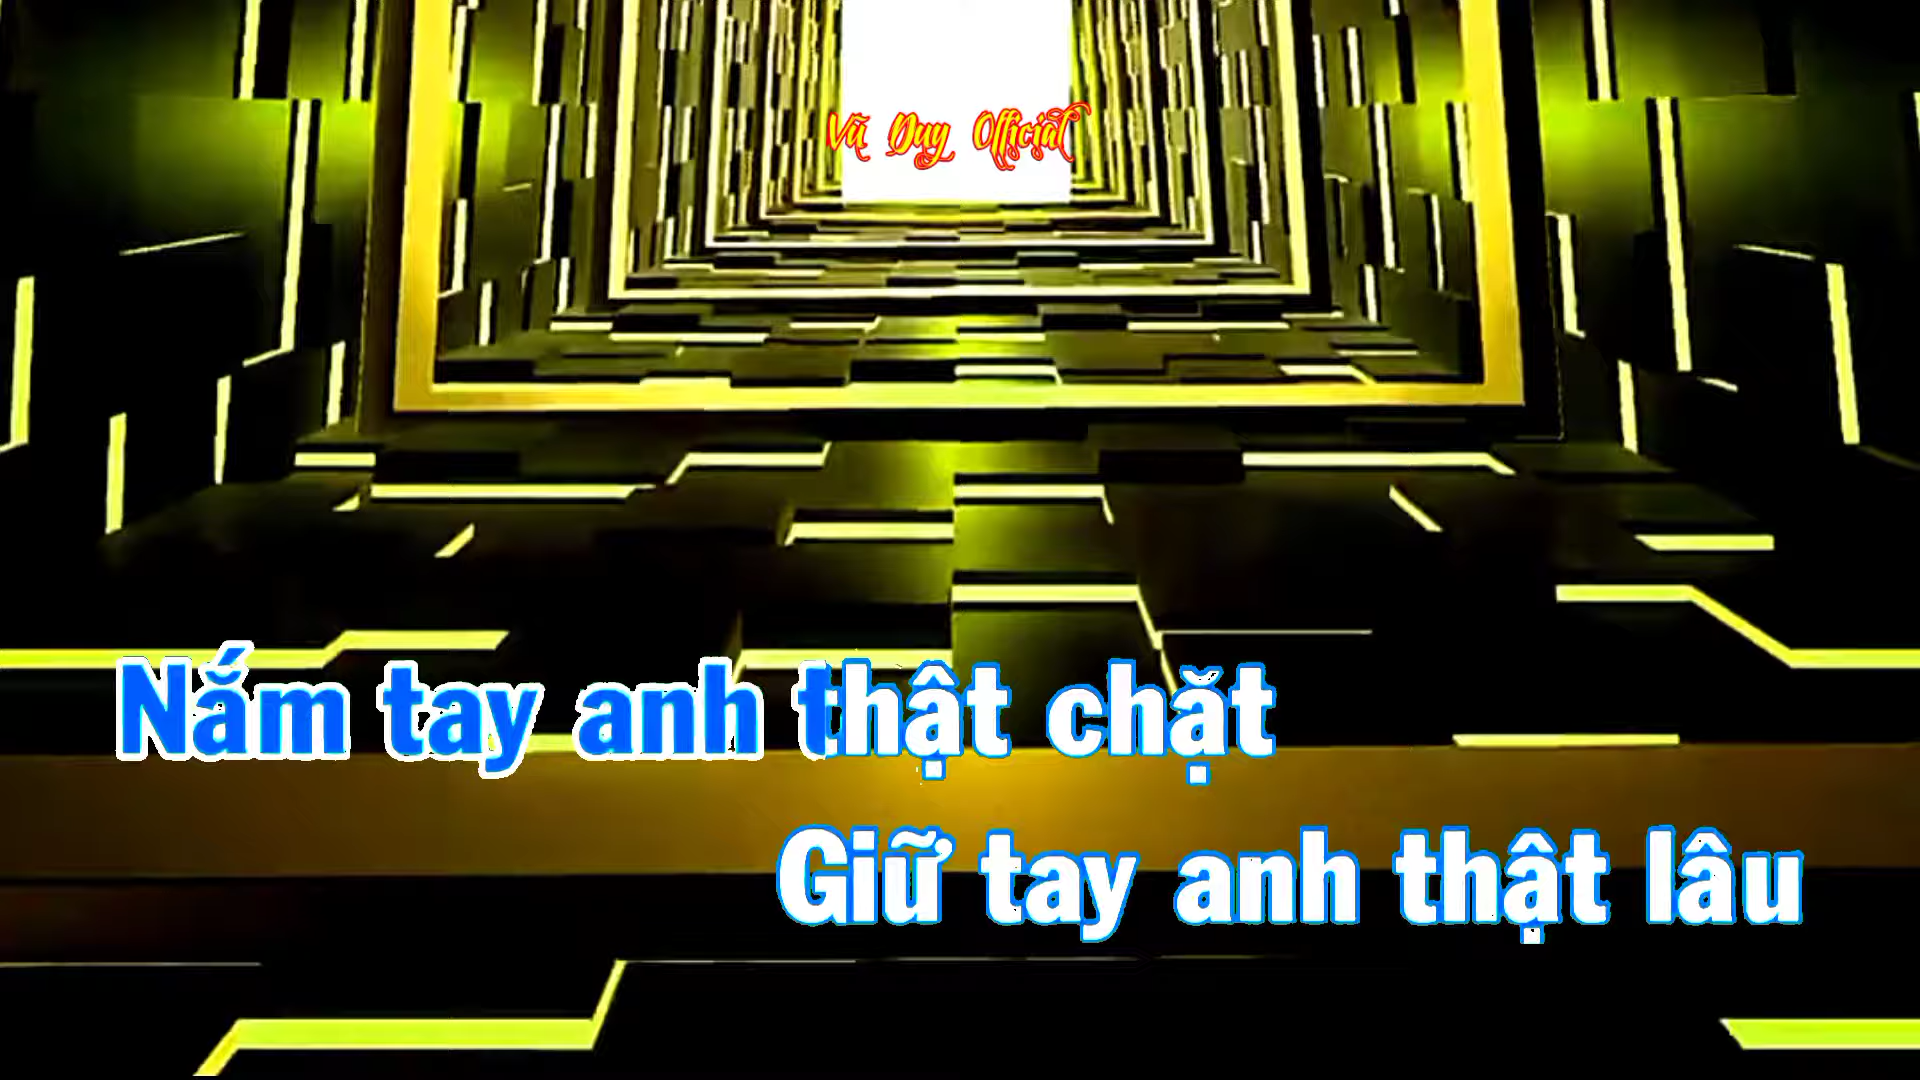 Vũ Duy Official
Nắm tay anh thật chặt
Giữ tay anh thật lâu